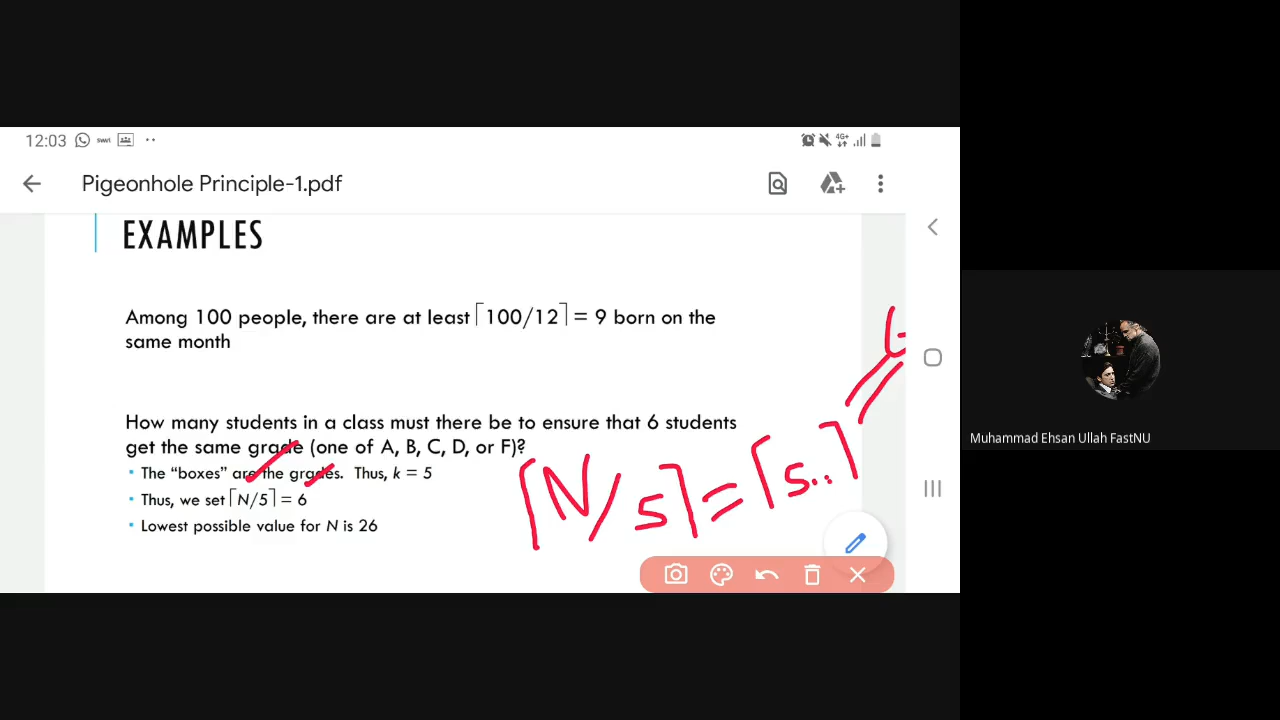 12:03
4G+
Pigeonhole Principle-1.pdf
EXAMPLES
Among 100 people, there are at least ⌈100/12⌉ = 9 born on the
same month
How many students in a class must there be to ensure that 6 students
get the same grade (one of A, B, C, D, or F)?
• The "boxes" are the grades. Thus, k = 5
• Thus, we set ⌈N/5⌉ = 6
• Lowest possible value for N is 26
⌈N/5⌉ = ⌈5..⌉
Muhammad Ehsan Ullah FastNU